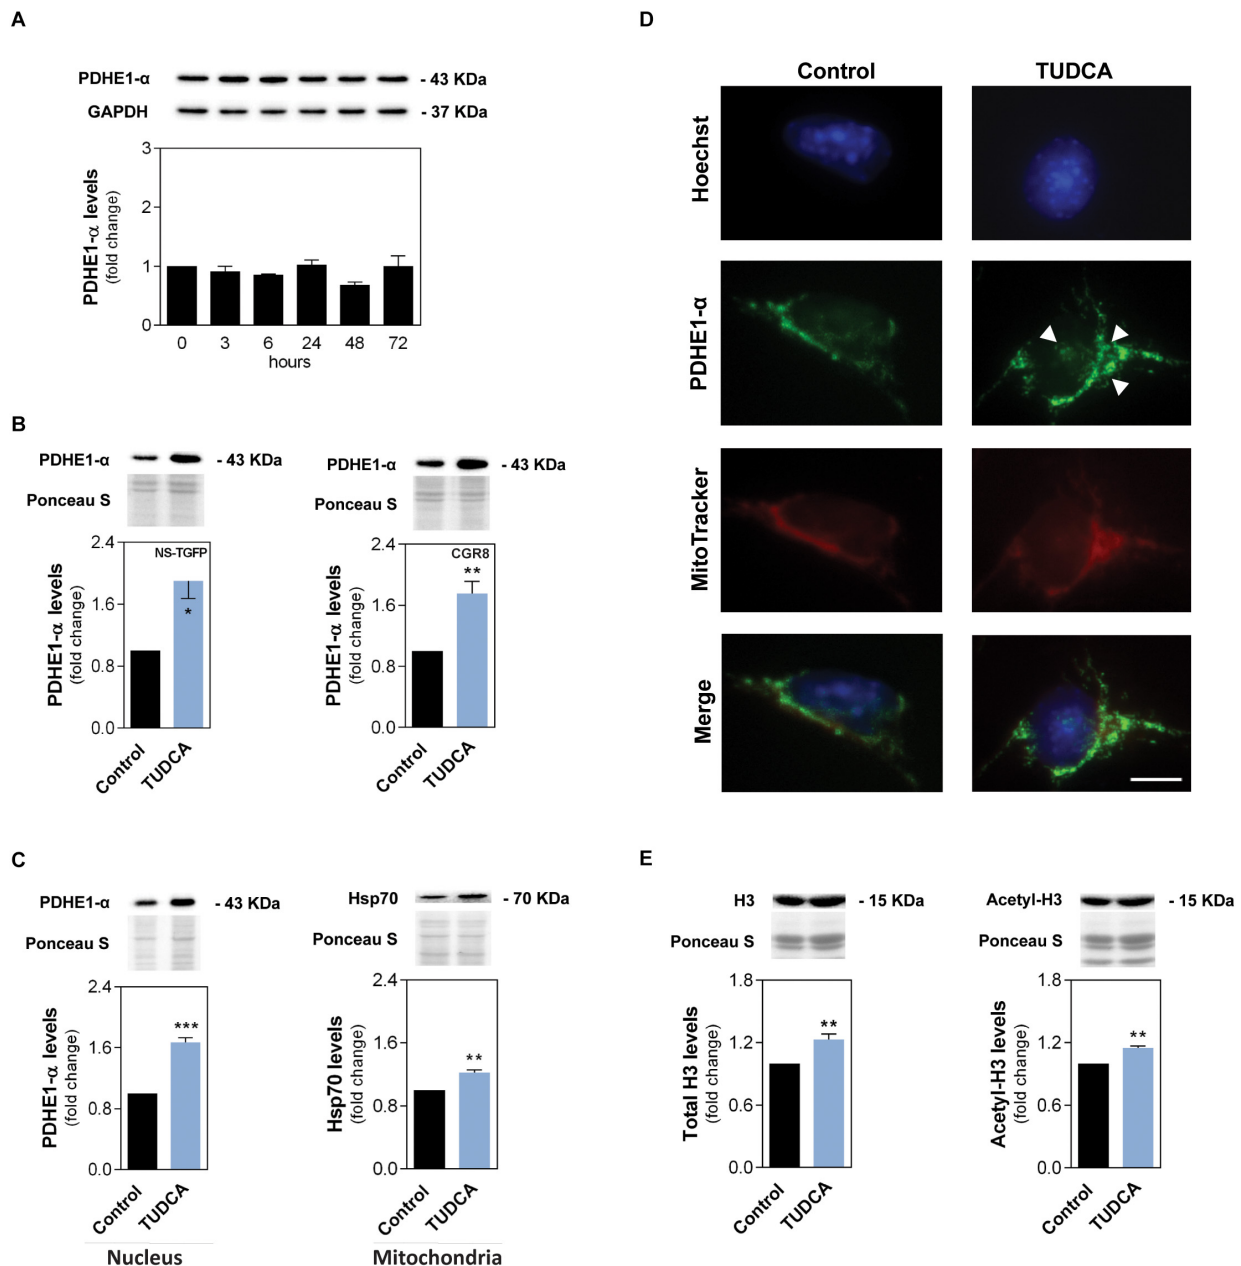 A
PDHE1-α
- 43 KDa
GAPDH
- 37 KDa
PDHE1-α levels
(fold change)
3
2
1
0
0 3 6 24 48 72
hours
B
PDHE1-α
- 43 KDa
Ponceau S
PDHE1-α levels
(fold change)
2.4
1.6
0.8
0.0
NS-TGFP
*
Control
TUDCA
PDHE1-α
- 43 KDa
Ponceau S
PDHE1-α levels
(fold change)
2.4
1.6
0.8
0.0
CGR8
**
Control
TUDCA
C
PDHE1-α
- 43 KDa
Ponceau S
PDHE1-α levels
(fold change)
2.4
1.6
0.8
0.0
***
Control
TUDCA
Nucleus
Hsp70
- 70 KDa
Ponceau S
Hsp70 levels
(fold change)
2.4
1.6
0.8
0.0
**
Control
TUDCA
Mitochondria
D
Control
TUDCA
Hoechst
PDHE1-α
MitoTracker
Merge
E
H3
- 15 KDa
Ponceau S
Total H3 levels
(fold change)
1.8
1.2
0.6
0.0
**
Control
TUDCA
Acetyl-H3
- 15 KDa
Ponceau S
Acetyl-H3 levels
(fold change)
1.8
1.2
0.6
0.0
**
Control
TUDCA